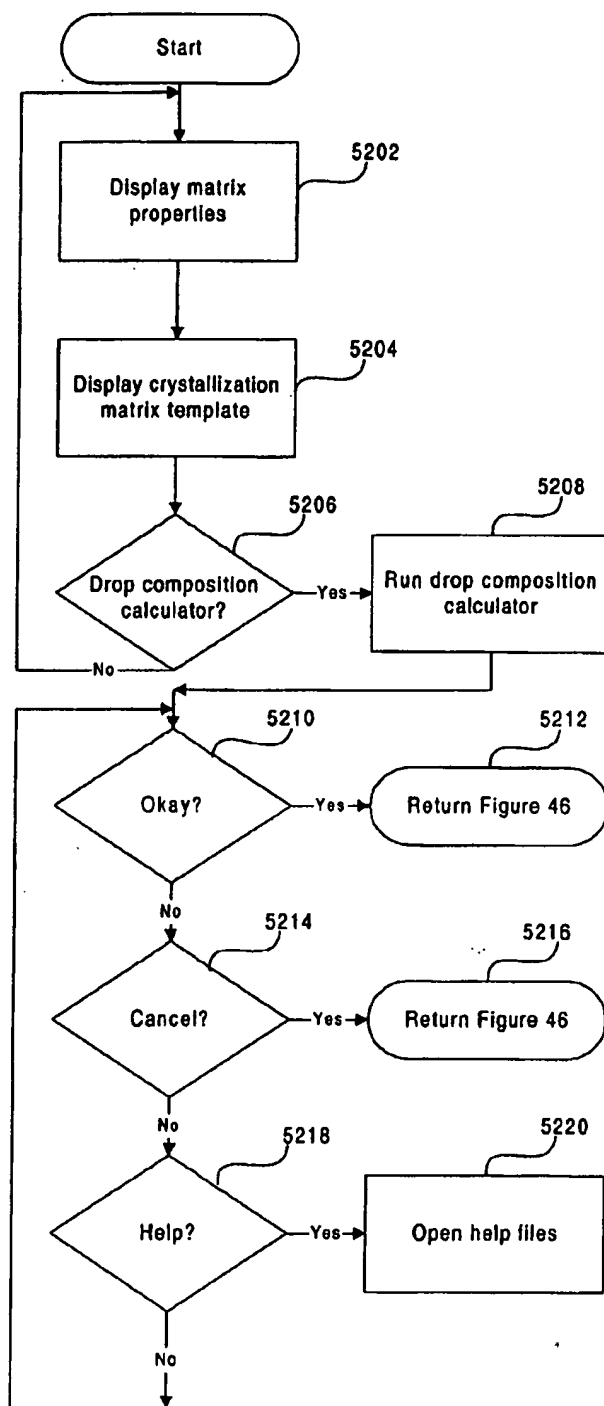 Start
5202
Display matrix
properties
5204
Display crystallization
matrix template
5206
Drop composition
calculator?
Yes
5208
Run drop composition
calculator
No
5210
Okay?
Yes
5212
Return Figure 46
No
5214
Cancel?
Yes
5216
Return Figure 46
No
5218
Help?
Yes
5220
Open help files
No